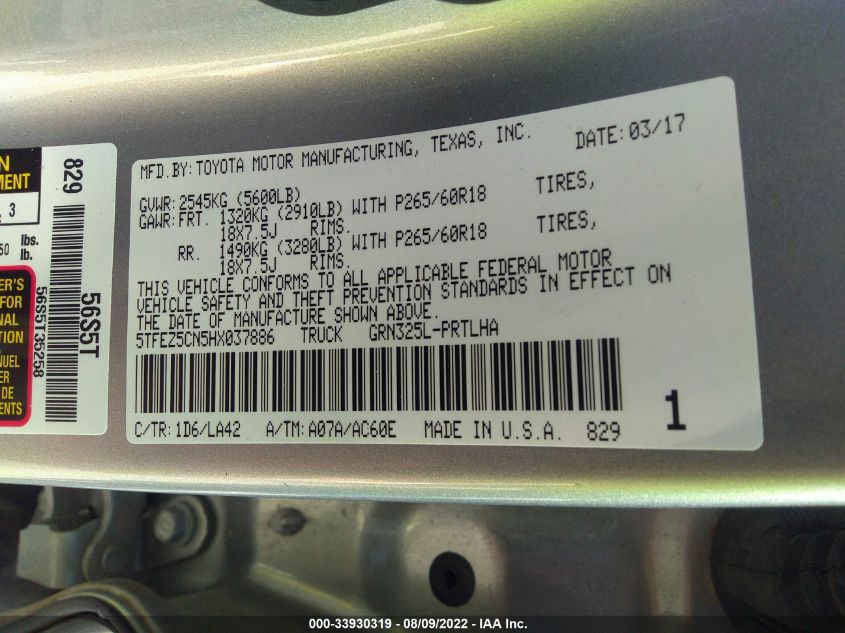 MFD.BY:TOYOTA MOTOR MANUFACTURING, TEXAS, INC. DATE:03/17
GVWR:2545KG (5600LB)
GAWR:FRT. 1320KG (2910LB) WITH P265/60R18 TIRES,
18X7.5J RIMS.
RR. 1490KG (3280LB) WITH P265/60R18 TIRES,
18X7.5J RIMS.
THIS VEHICLE CONFORMS TO ALL APPLICABLE FEDERAL MOTOR
VEHICLE SAFETY AND THEFT PREVENTION STANDARDS IN EFFECT ON
THE DATE OF MANUFACTURE SHOWN ABOVE.
5TFEZ5CN5HX037886 TRUCK GRN325L-PRTLHA
C/TR:1D6/LA42 A/TM:A07A/AC60E MADE IN U.S.A. 829
1
829
56S5T
56S5T35258
3
lbs.
lb.
DE
000-33930319 - 08/09/2022 - IAA Inc.